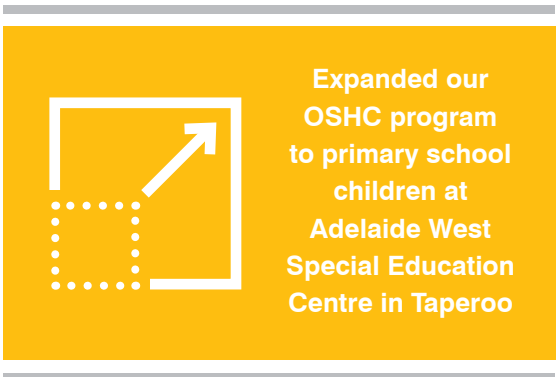 Expanded our
OSHC program
to primary school
children at
Adelaide West
Special Education
Centre in Taperoo